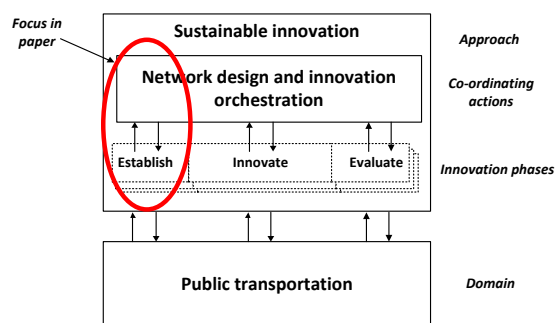 Focus in
paper
Sustainable innovation
Approach
Network design and innovation
orchestration
Co-ordinating
actions
Establish
Innovate
Evaluate
Innovation phases
Public transportation
Domain